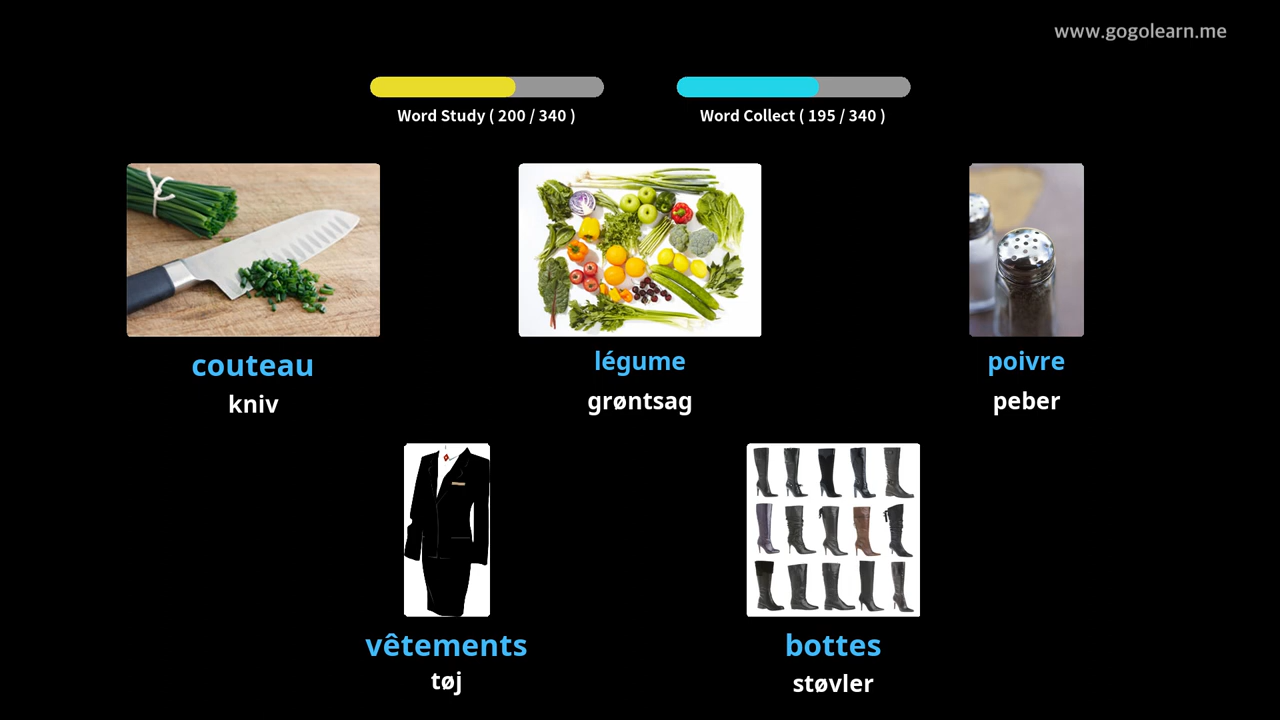 www.gogolearn.me
Word Study ( 200 / 340 )
Word Collect ( 195 / 340 )
couteau
kniv
légume
grøntsag
poivre
peber
vêtements
tøj
bottes
støvler